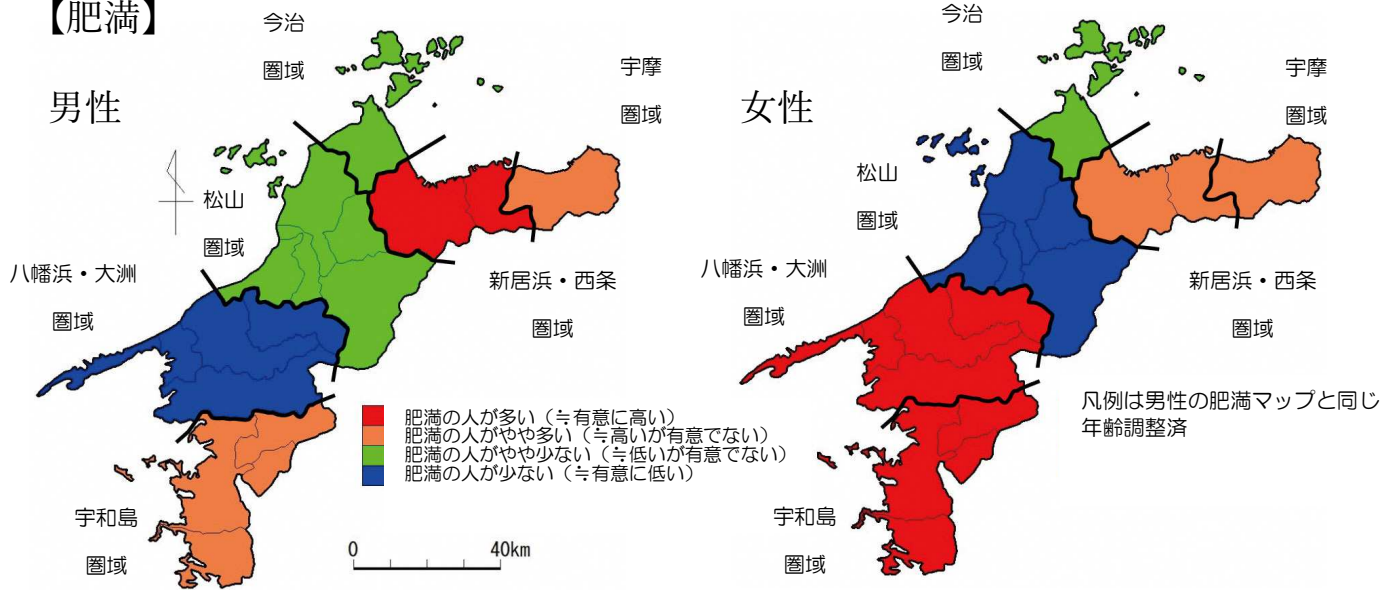 【肥満】
男性
今治
圏域
宇摩
圏域
松山
圏域
八幡浜・大洲
圏域
新居浜・西条
圏域
宇和島
圏域
肥満の人が多い（≒有意に高い）
肥満の人がやや多い（≒高いが有意でない）
肥満の人がやや少ない（≒低いが有意でない）
肥満の人が少ない（≒有意に低い）
0 40km
女性
今治
圏域
宇摩
圏域
松山
圏域
八幡浜・大洲
圏域
新居浜・西条
圏域
凡例は男性の肥満マップと同じ
年齢調整済
宇和島
圏域